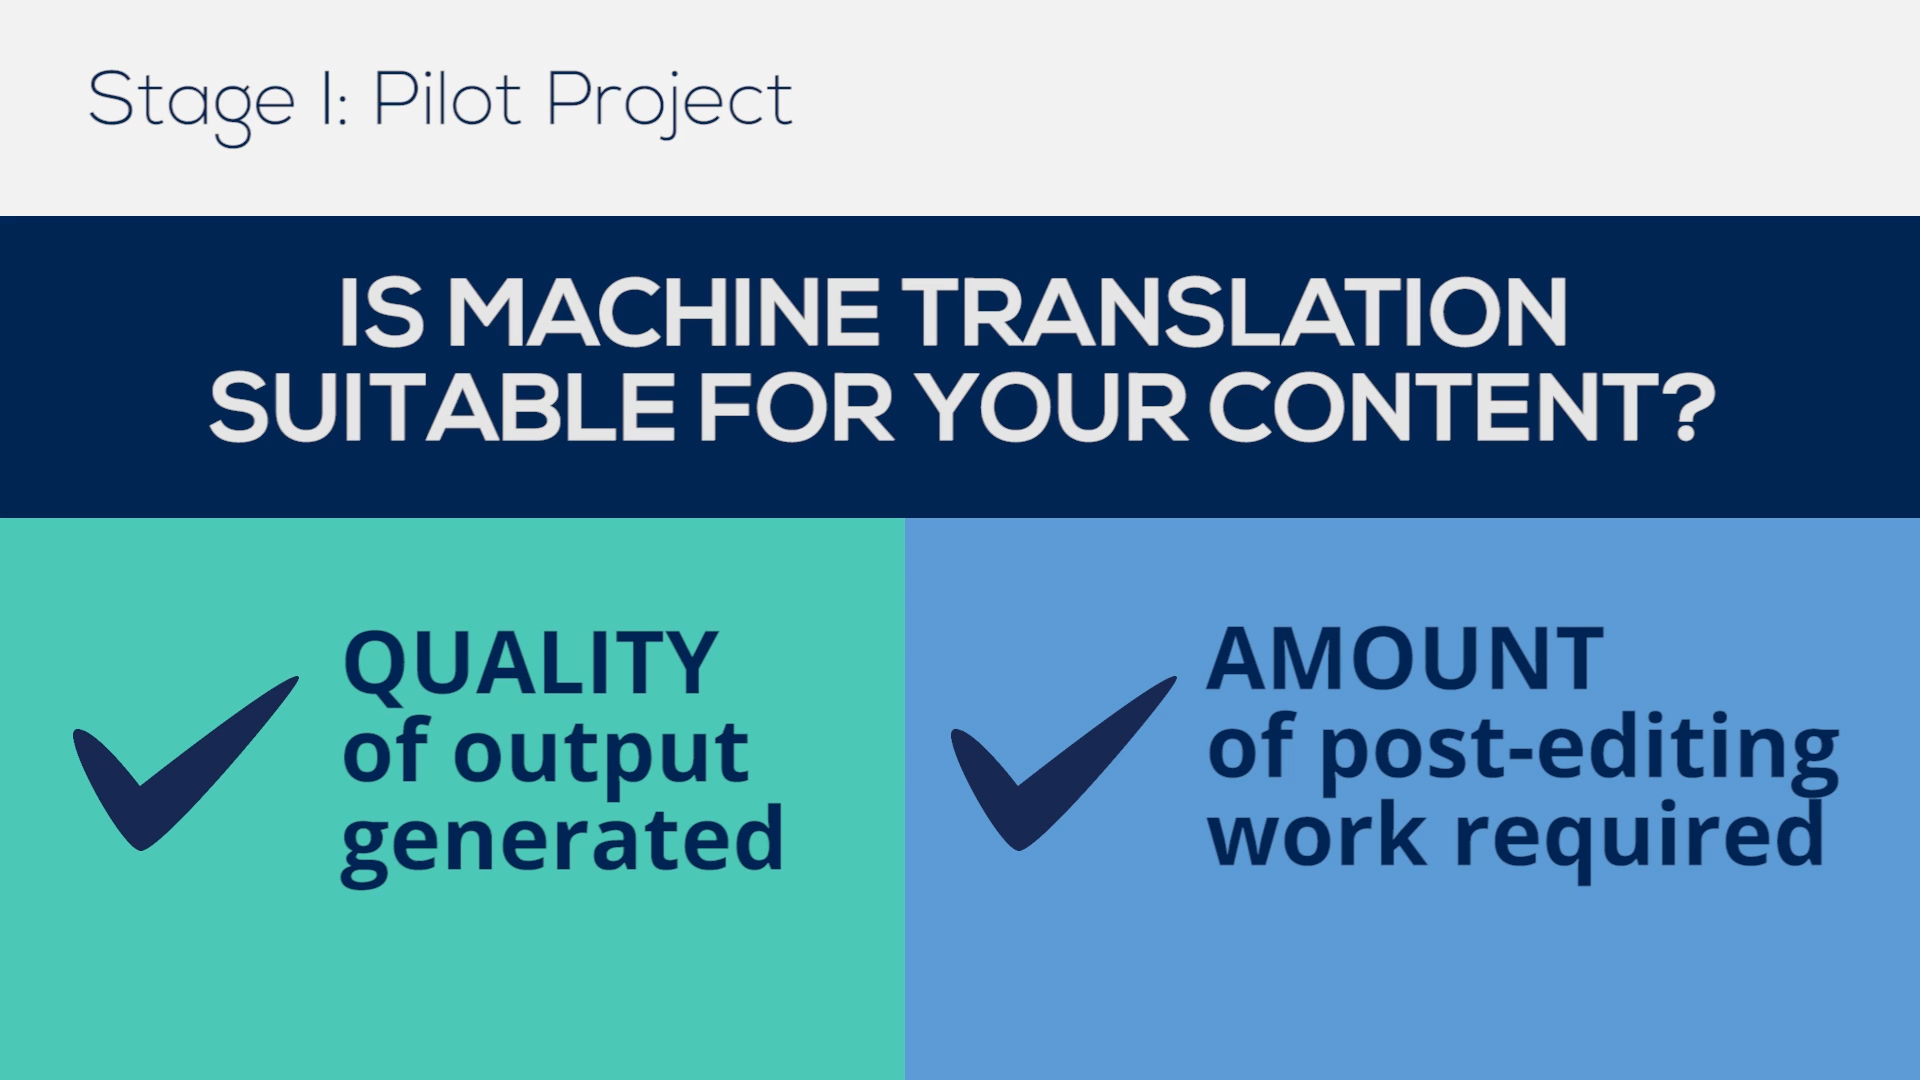 Stage I: Pilot Project
IS MACHINE TRANSLATION
SUITABLE FOR YOUR CONTENT?
QUALITY
of output
generated
AMOUNT
of post-editing
work required